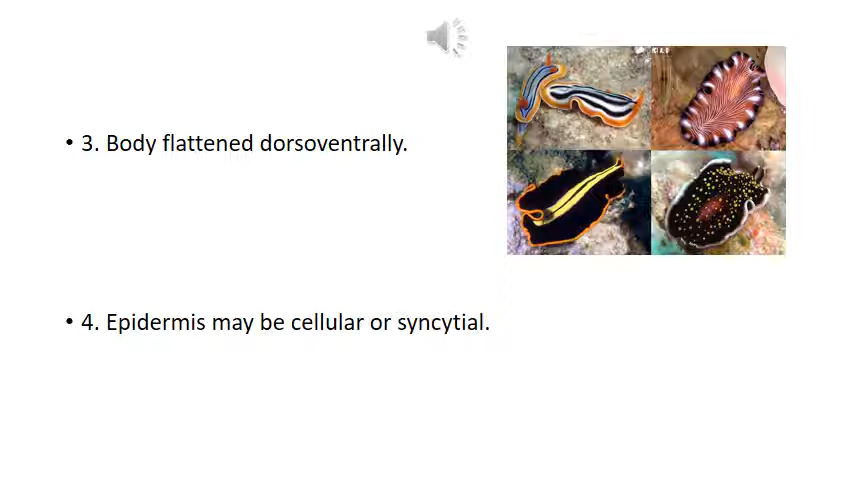 • 3. Body flattened dorsoventrally.
• 4. Epidermis may be cellular or syncytial.